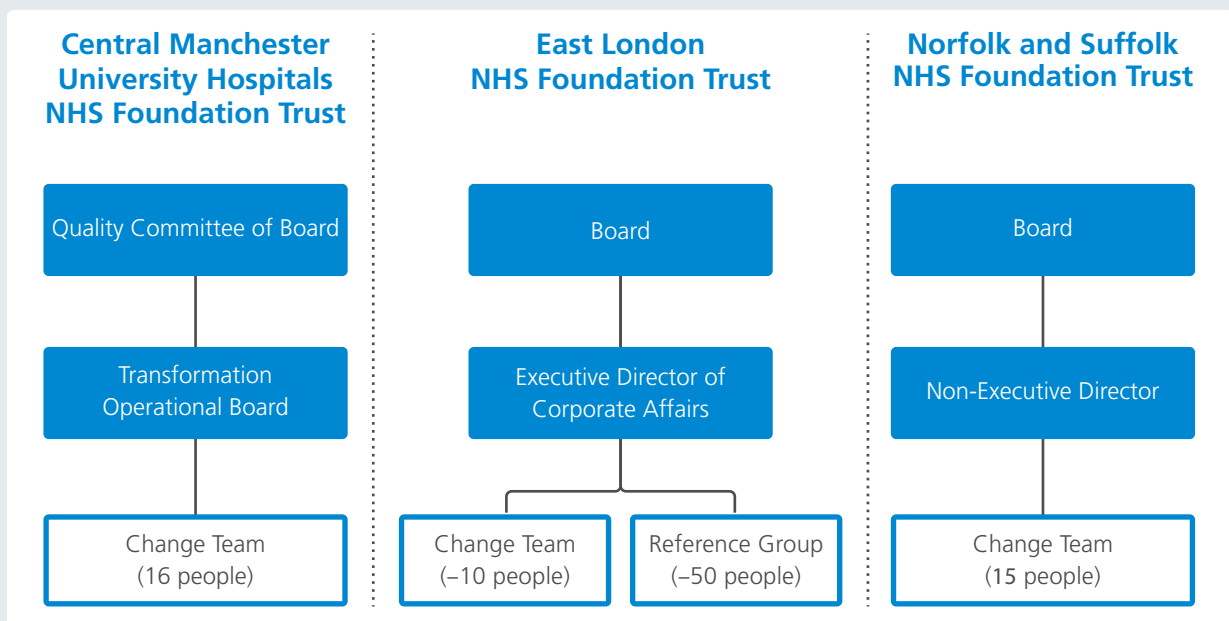 Central Manchester
University Hospitals
NHS Foundation Trust
Quality Committee of Board
Transformation
Operational Board
Change Team
(16 people)
East London
NHS Foundation Trust
Board
Executive Director of
Corporate Affairs
Change Team
(–10 people)
Reference Group
(–50 people)
Norfolk and Suffolk
NHS Foundation Trust
Board
Non-Executive Director
Change Team
(15 people)